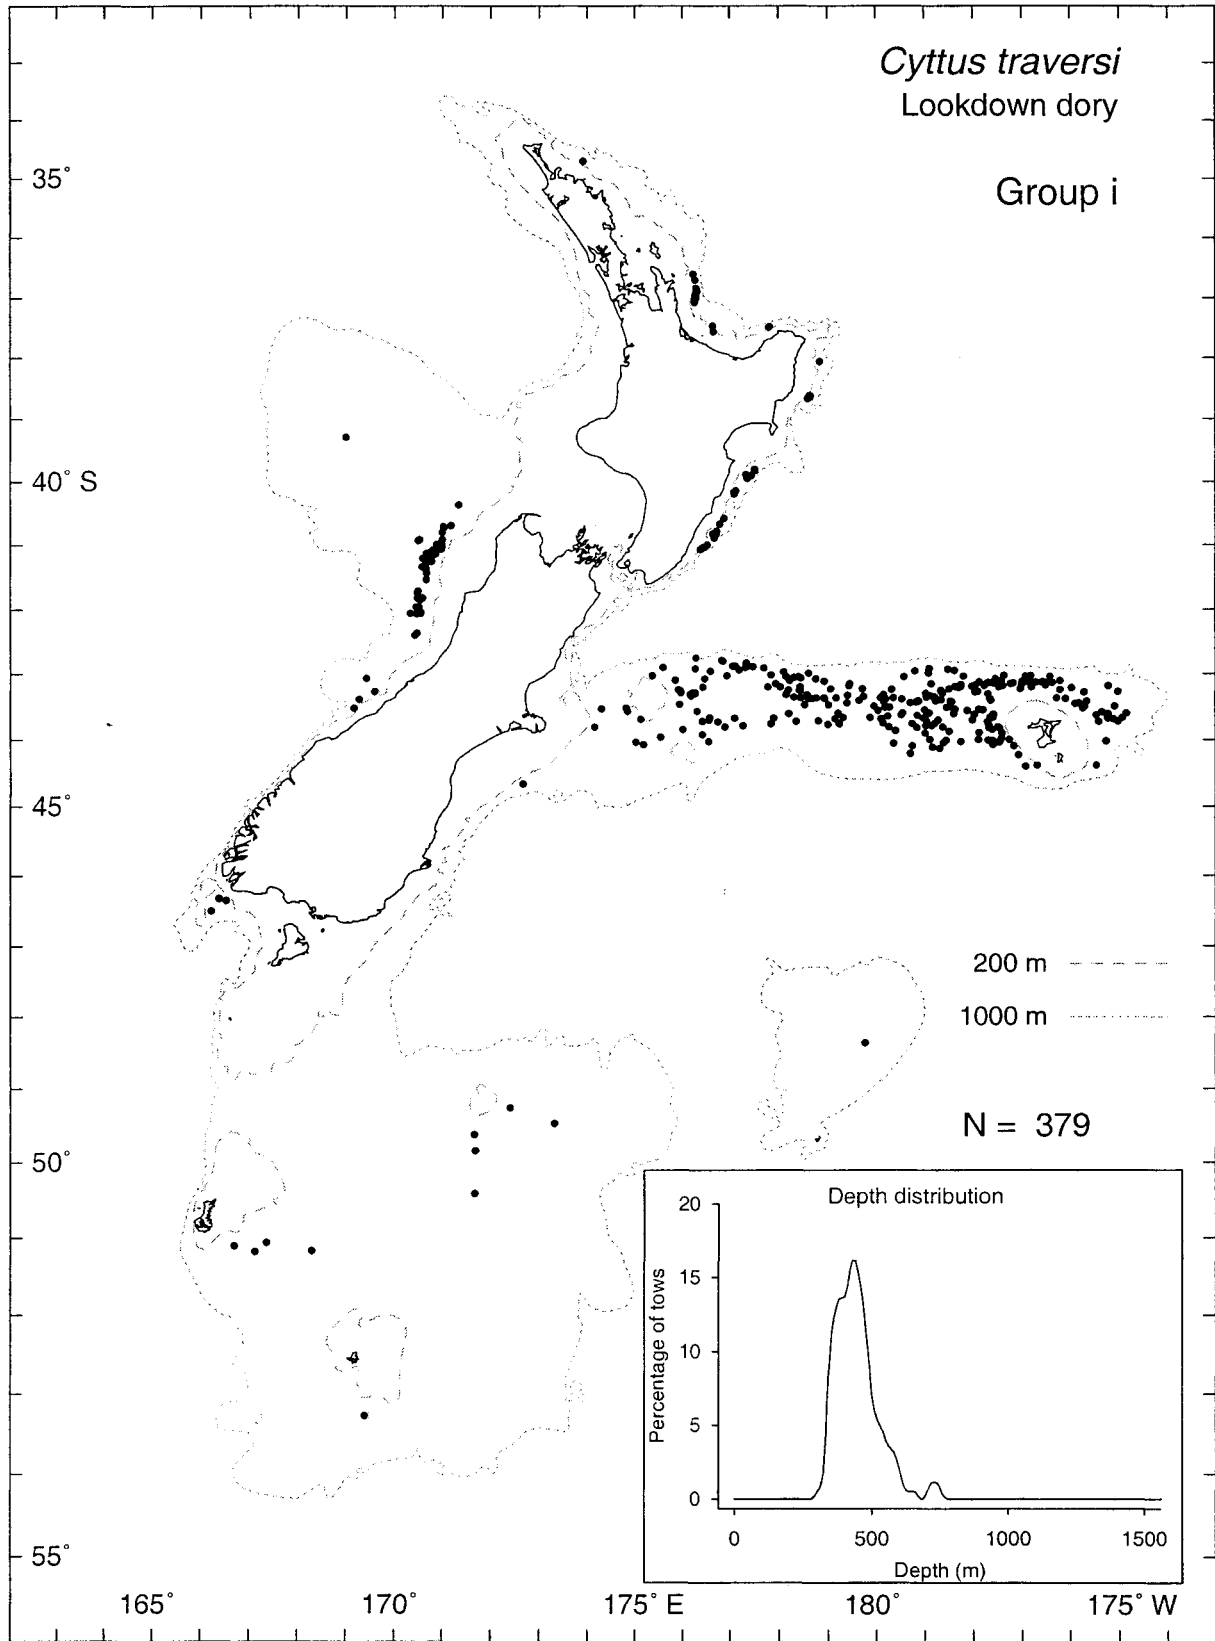 Cyttus traversi
Lookdown dory
Group i
35°
40° S
45°
200 m
1000 m
N = 379
50°
Depth distribution
20
15
10
5
0
Percentage of tows
0 500 1000 1500
Depth (m)
55°
165° 170° 175° E 180° 175° W